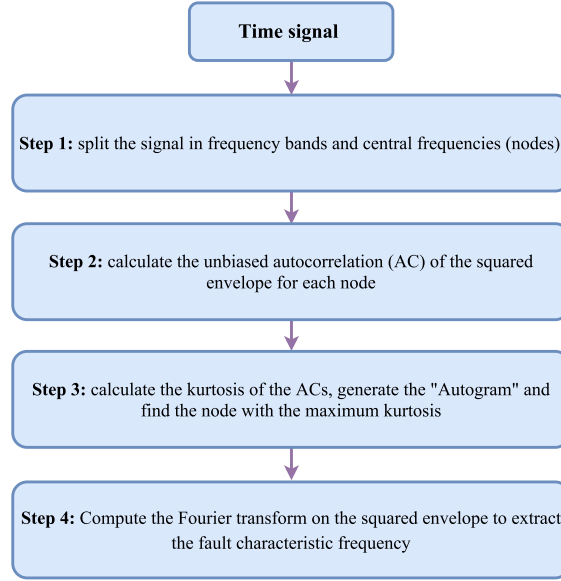 Time signal
Step 1: split the signal in frequency bands and central frequencies (nodes)
Step 2: calculate the unbiased autocorrelation (AC) of the squared
envelope for each node
Step 3: calculate the kurtosis of the ACs, generate the "Autogram" and
find the node with the maximum kurtosis
Step 4: Compute the Fourier transform on the squared envelope to extract
the fault characteristic frequency